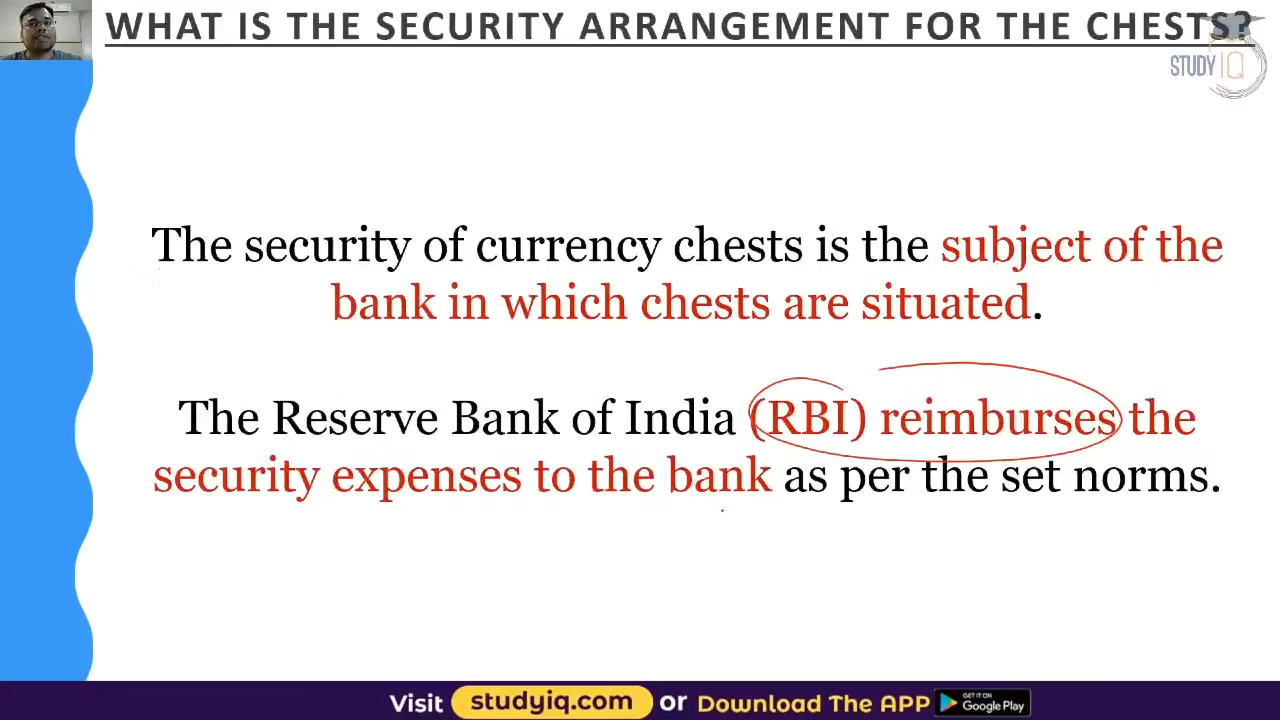 WHAT IS THE SECURITY ARRANGEMENT FOR THE CHESTS?
STUDY IQ
The security of currency chests is the subject of the
bank in which chests are situated.
The Reserve Bank of India (RBI) reimburses the
security expenses to the bank as per the set norms.
Visit studyiq.com or Download The APP GET IT ON Google Play